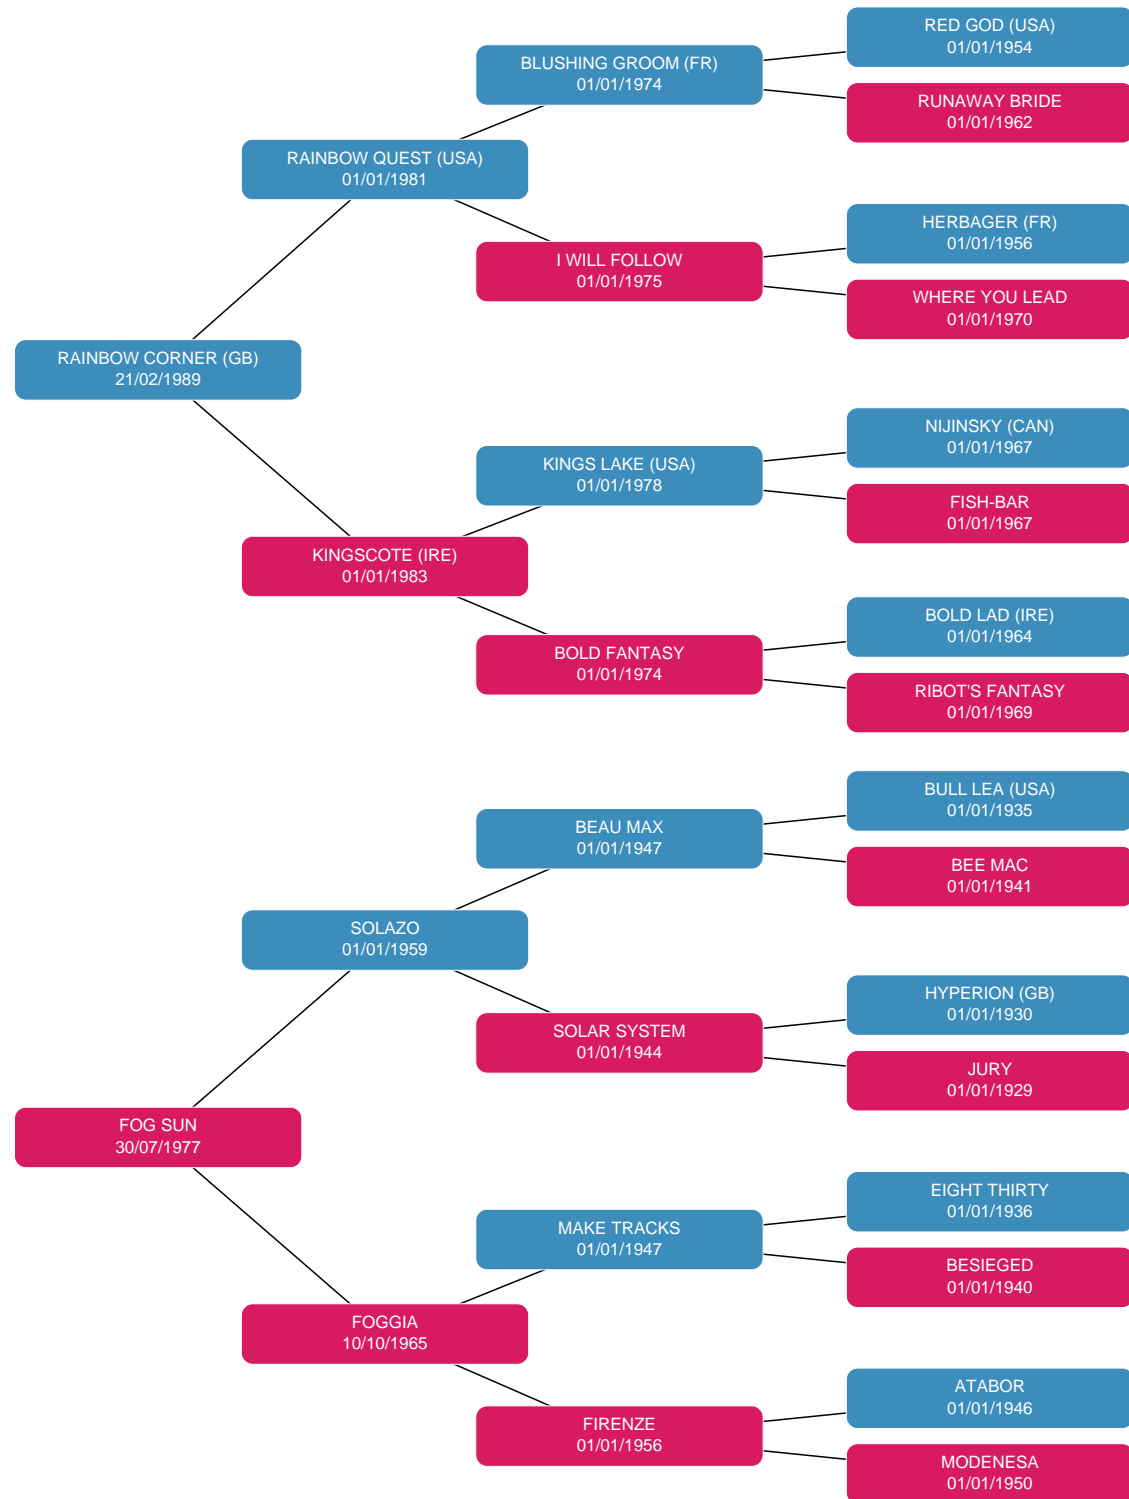 RED GOD (USA)
01/01/1954
BLUSHING GROOM (FR)
01/01/1974
RUNAWAY BRIDE
01/01/1962
RAINBOW QUEST (USA)
01/01/1981
HERBAGER (FR)
01/01/1956
I WILL FOLLOW
01/01/1975
WHERE YOU LEAD
01/01/1970
RAINBOW CORNER (GB)
21/02/1989
NIJINSKY (CAN)
01/01/1967
KINGS LAKE (USA)
01/01/1978
FISH-BAR
01/01/1967
KINGSCOTE (IRE)
01/01/1983
BOLD LAD (IRE)
01/01/1964
BOLD FANTASY
01/01/1974
RIBOT'S FANTASY
01/01/1969
BULL LEA (USA)
01/01/1935
BEAU MAX
01/01/1947
BEE MAC
01/01/1941
SOLAZO
01/01/1959
HYPERION (GB)
01/01/1930
SOLAR SYSTEM
01/01/1944
JURY
01/01/1929
FOG SUN
30/07/1977
EIGHT THIRTY
01/01/1936
MAKE TRACKS
01/01/1947
BESIEGED
01/01/1940
FOGGIA
10/10/1965
ATABOR
01/01/1946
FIRENZE
01/01/1956
MODENESA
01/01/1950